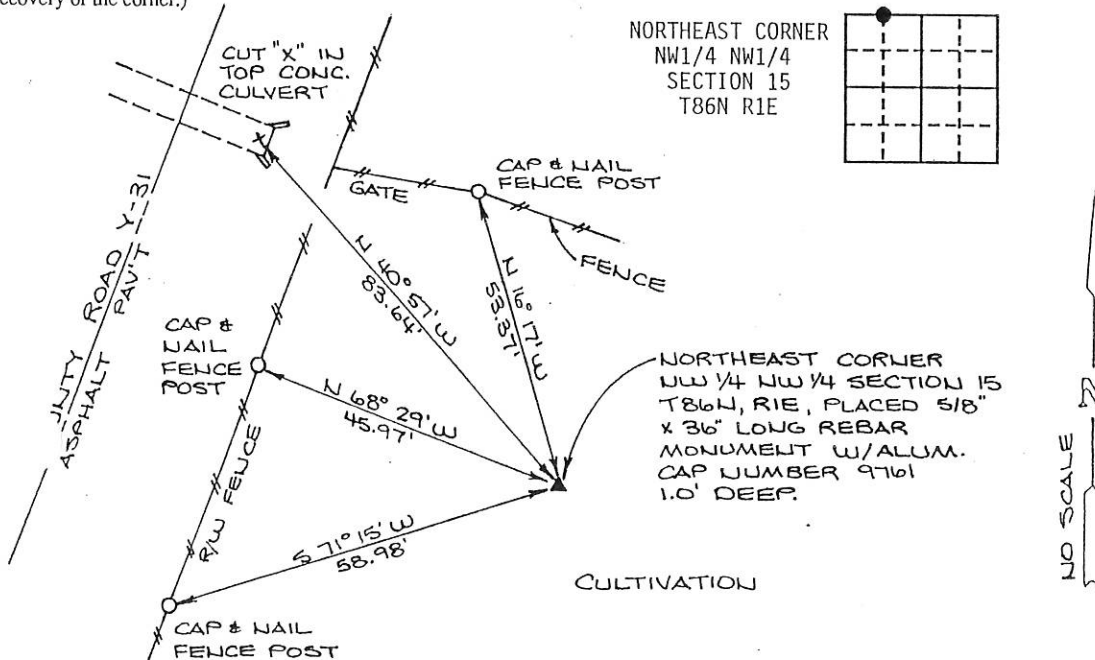 ecovery of the corner.)
NORTHEAST CORNER
NW1/4 NW1/4
SECTION 15
T86N R1E
CUT "X" IN
TOP CONC.
CULVERT
CAP & NAIL
FENCE POST
GATE
FENCE
JNTY ROAD Y-31
ASPHALT PAV'T
N 40° 57' W
83.64'
N 16° 17' W
53.37'
CAP &
NAIL
FENCE
POST
N 68° 29' W
45.97'
NORTHEAST CORNER
NW 1/4 NW 1/4 SECTION 15
T86N, R1E, PLACED 5/8"
X 36" LONG REBAR
MONUMENT W/ALUM.
CAP NUMBER 9761
1.0' DEEP.
R/W FENCE
S 71° 15' W
58.98'
CULTIVATION
CAP & NAIL
FENCE POST
N
NO SCALE